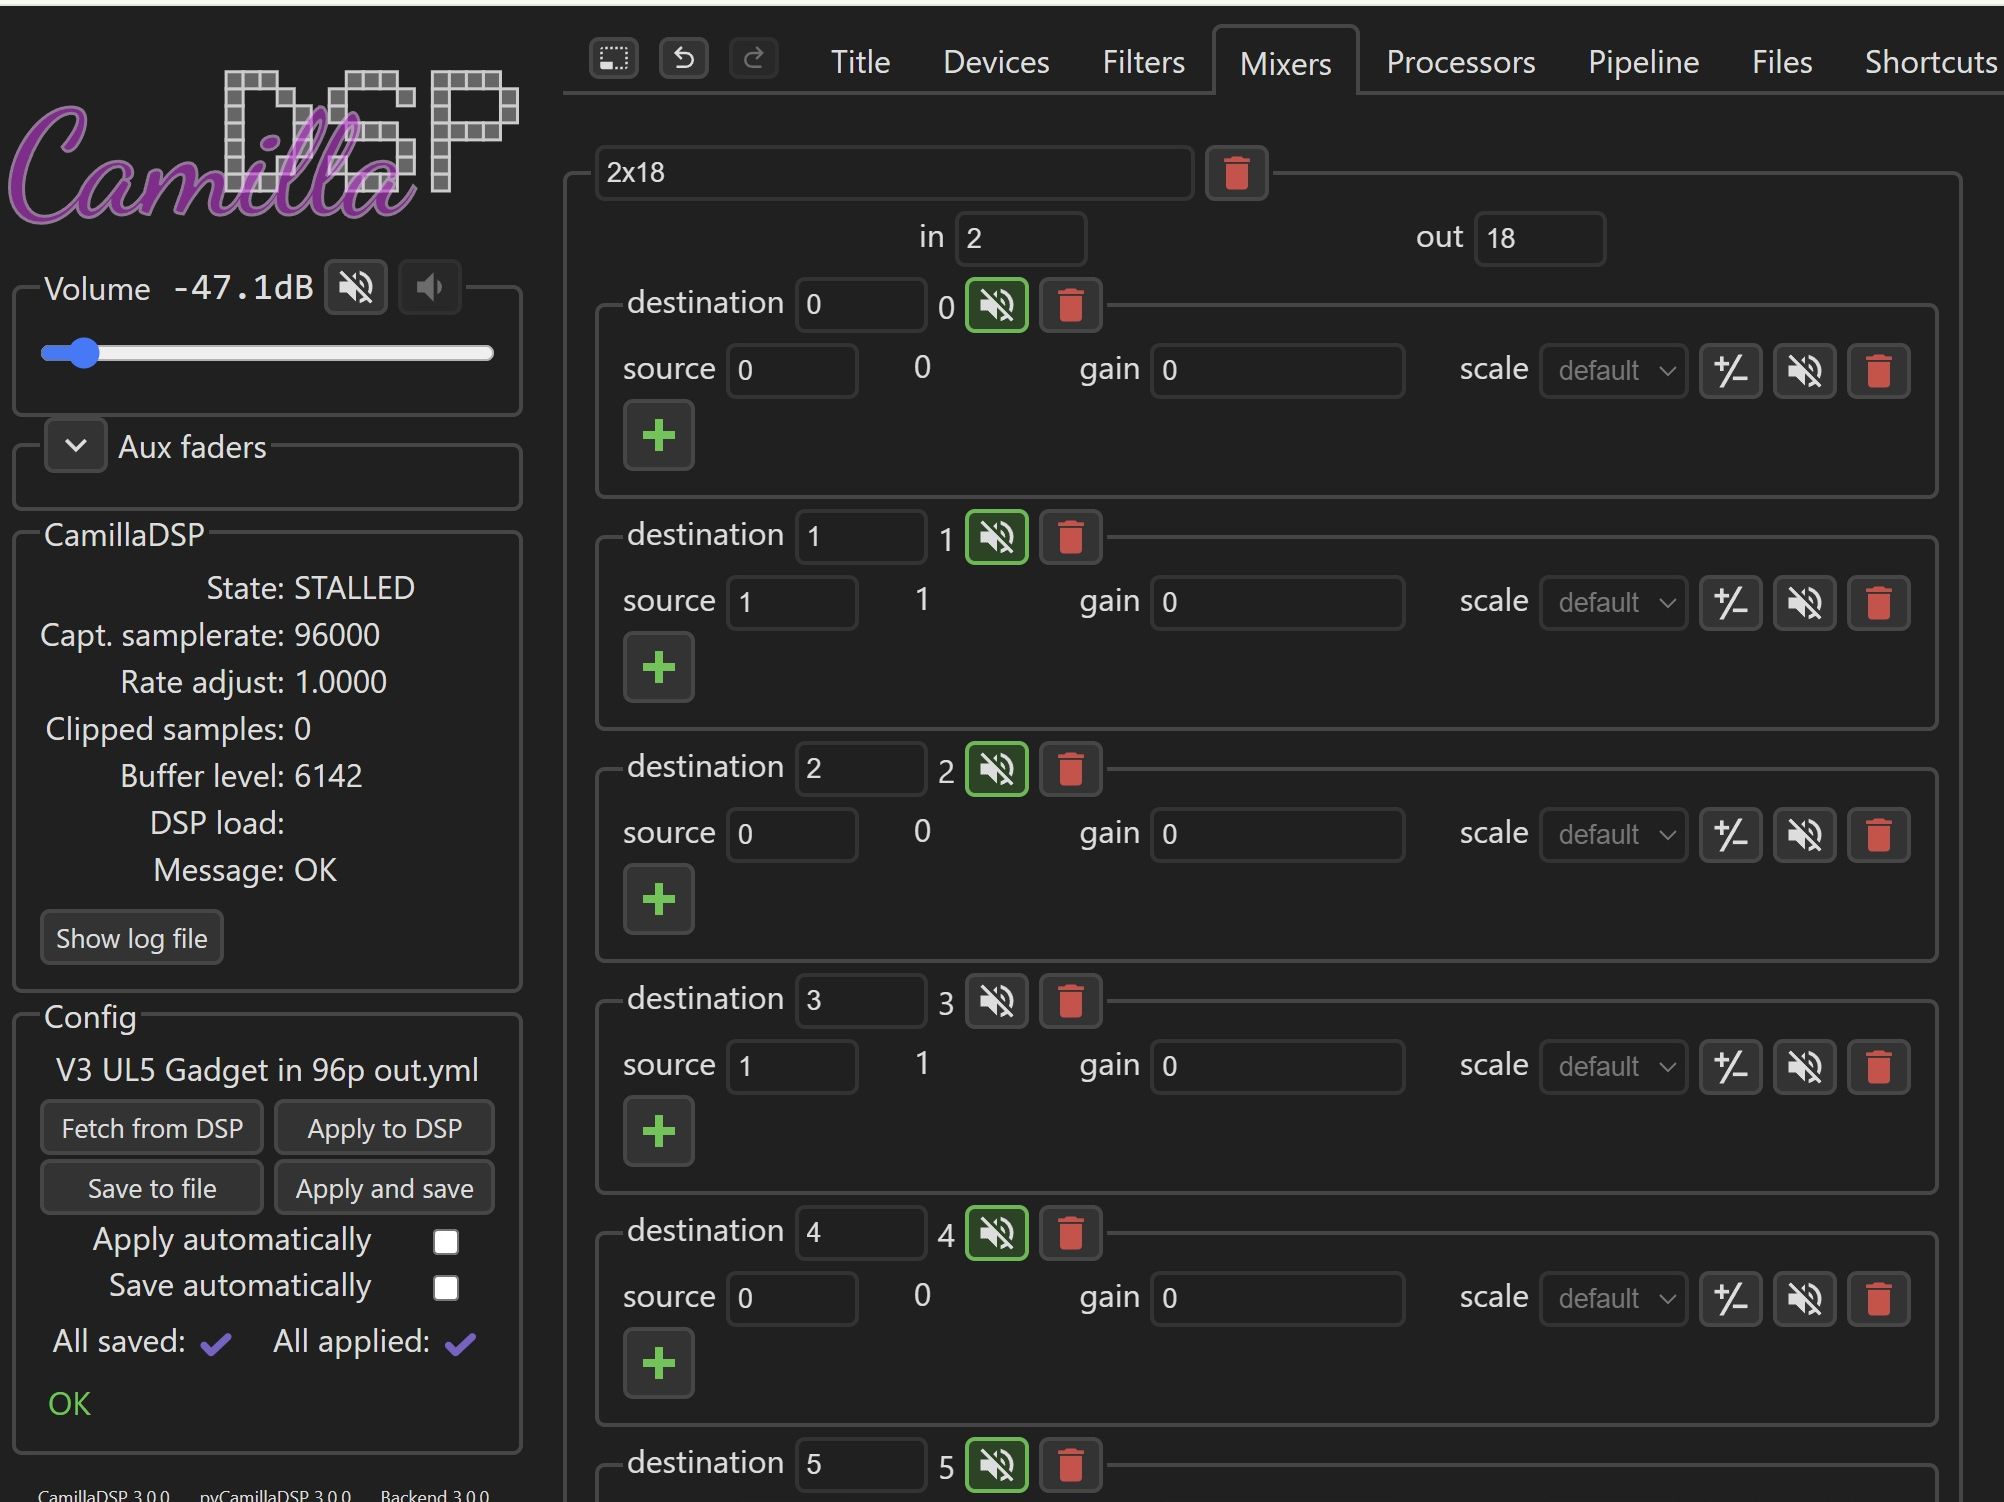 Camilla DSP
Title Devices Filters Mixers Processors Pipeline Files Shortcuts
Volume -47.1dB
Aux faders
CamillaDSP
State: STALLED
Capt. samplerate: 96000
Rate adjust: 1.0000
Clipped samples: 0
Buffer level: 6142
DSP load:
Message: OK
Show log file
Config
V3 UL5 Gadget in 96p out.yml
Fetch from DSP Apply to DSP
Save to file Apply and save
Apply automatically
Save automatically
All saved: All applied:
OK
CamillaDSP 3.0.0 pyCamillaDSP 3.0.0 Backend 3.0.0
2x18
in 2 out 18
destination 0 0
source 0 0 gain 0 scale default
destination 1 1
source 1 1 gain 0 scale default
destination 2 2
source 0 0 gain 0 scale default
destination 3 3
source 1 1 gain 0 scale default
destination 4 4
source 0 0 gain 0 scale default
destination 5 5